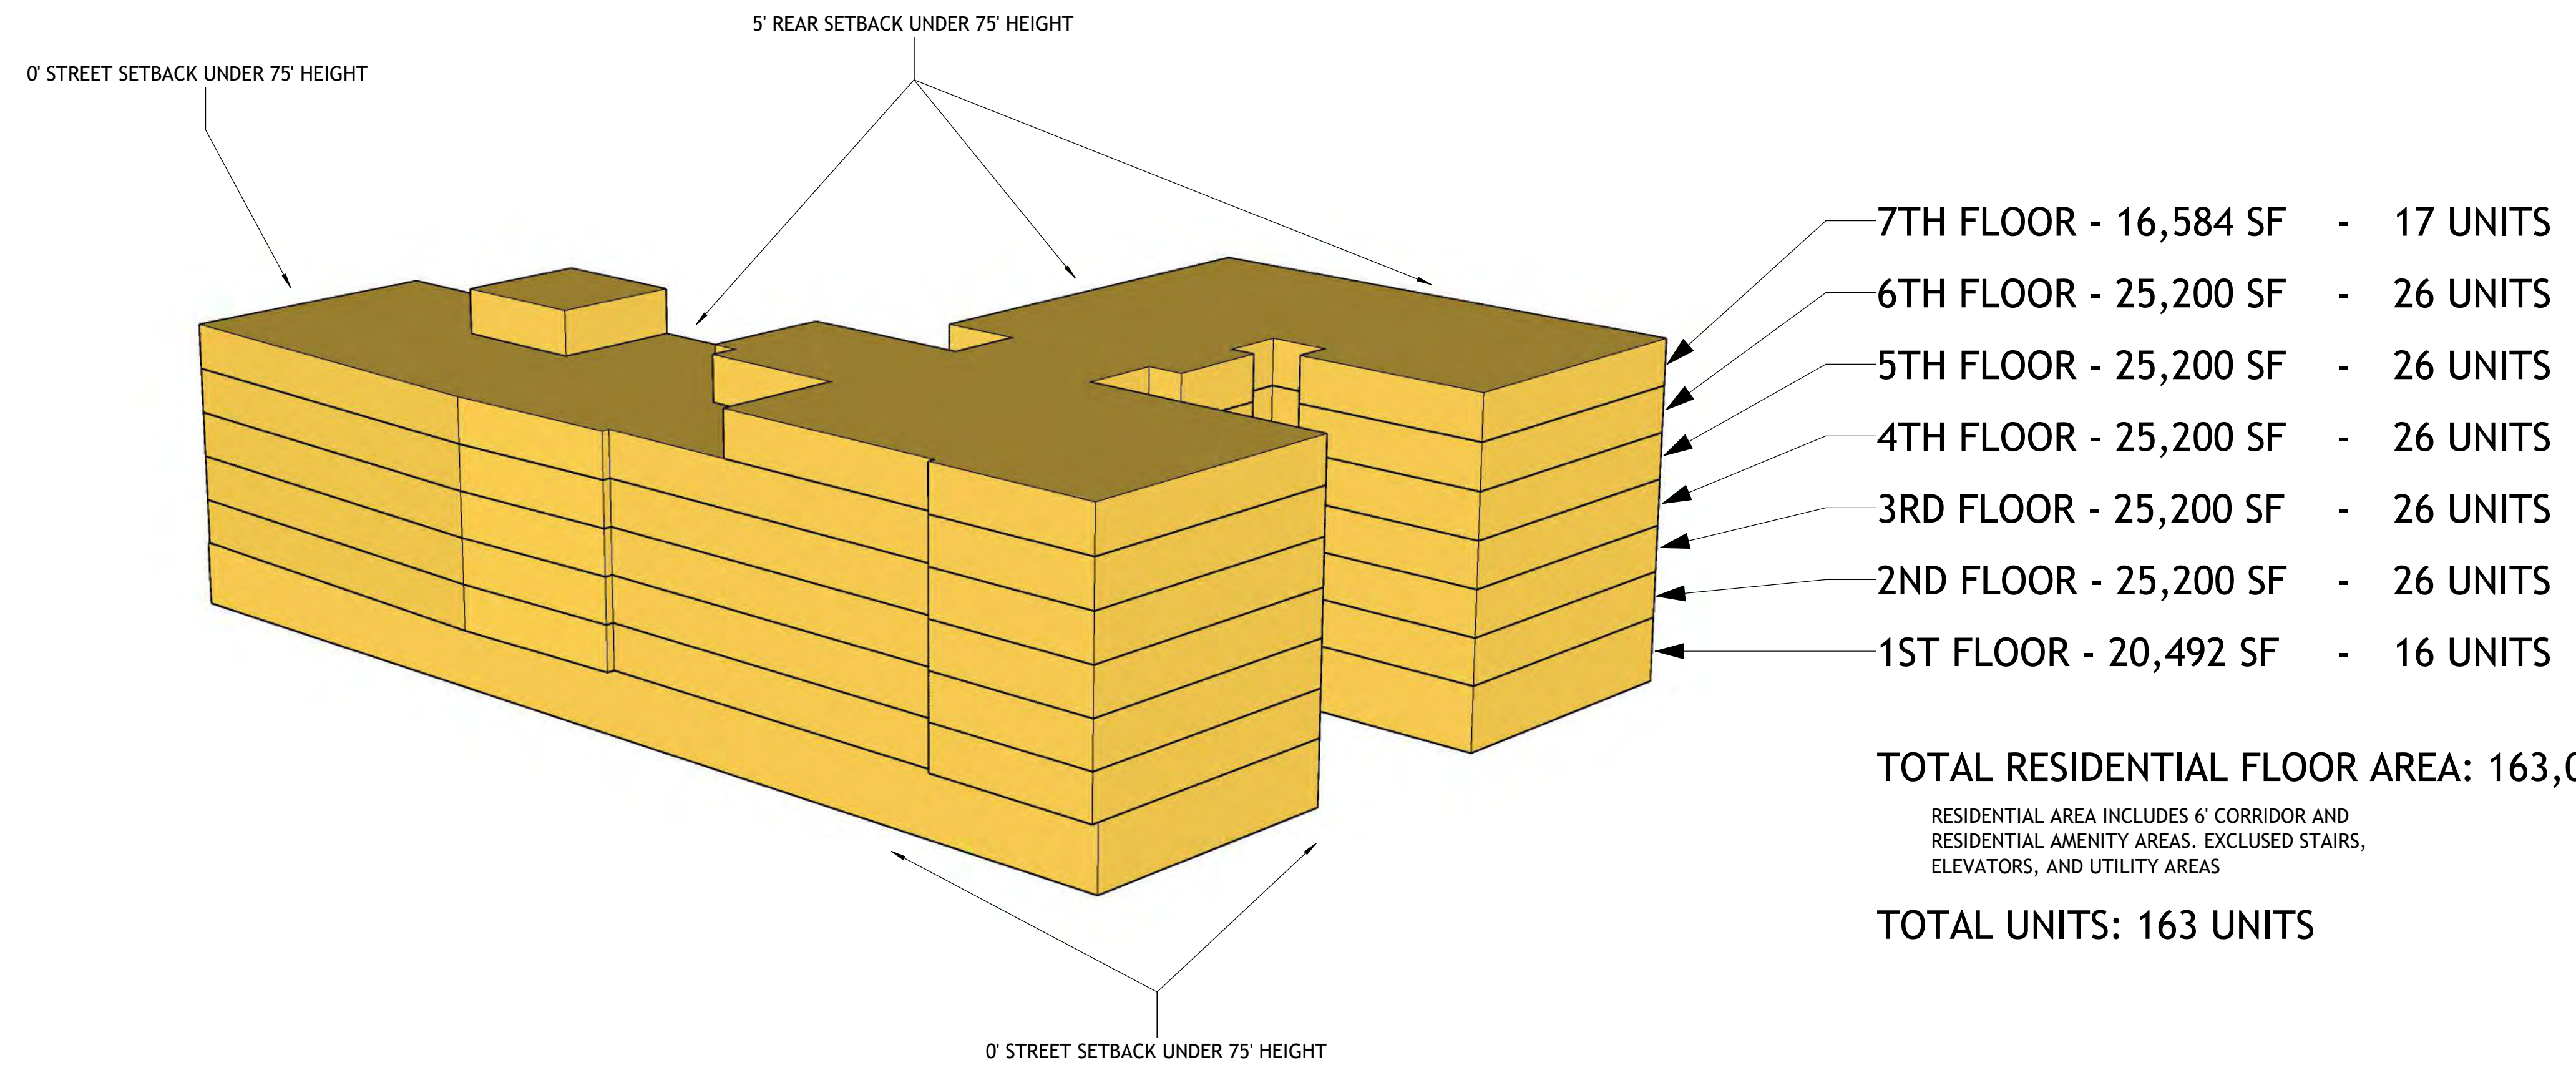 5' REAR SETBACK UNDER 75' HEIGHT
0' STREET SETBACK UNDER 75' HEIGHT
7TH FLOOR - 16,584 SF - 17 UNITS
6TH FLOOR - 25,200 SF - 26 UNITS
5TH FLOOR - 25,200 SF - 26 UNITS
4TH FLOOR - 25,200 SF - 26 UNITS
3RD FLOOR - 25,200 SF - 26 UNITS
2ND FLOOR - 25,200 SF - 26 UNITS
1ST FLOOR - 20,492 SF - 16 UNITS
TOTAL RESIDENTIAL FLOOR AREA:
RESIDENTIAL AREA INCLUDES 6' CORRIDOR AND
RESIDENTIAL AMENITY AREAS. EXCLUSED STAIRS,
ELEVATORS, AND UTILITY AREAS
TOTAL UNITS: 163 UNITS
0' STREET SETBACK UNDER 75' HEIGHT